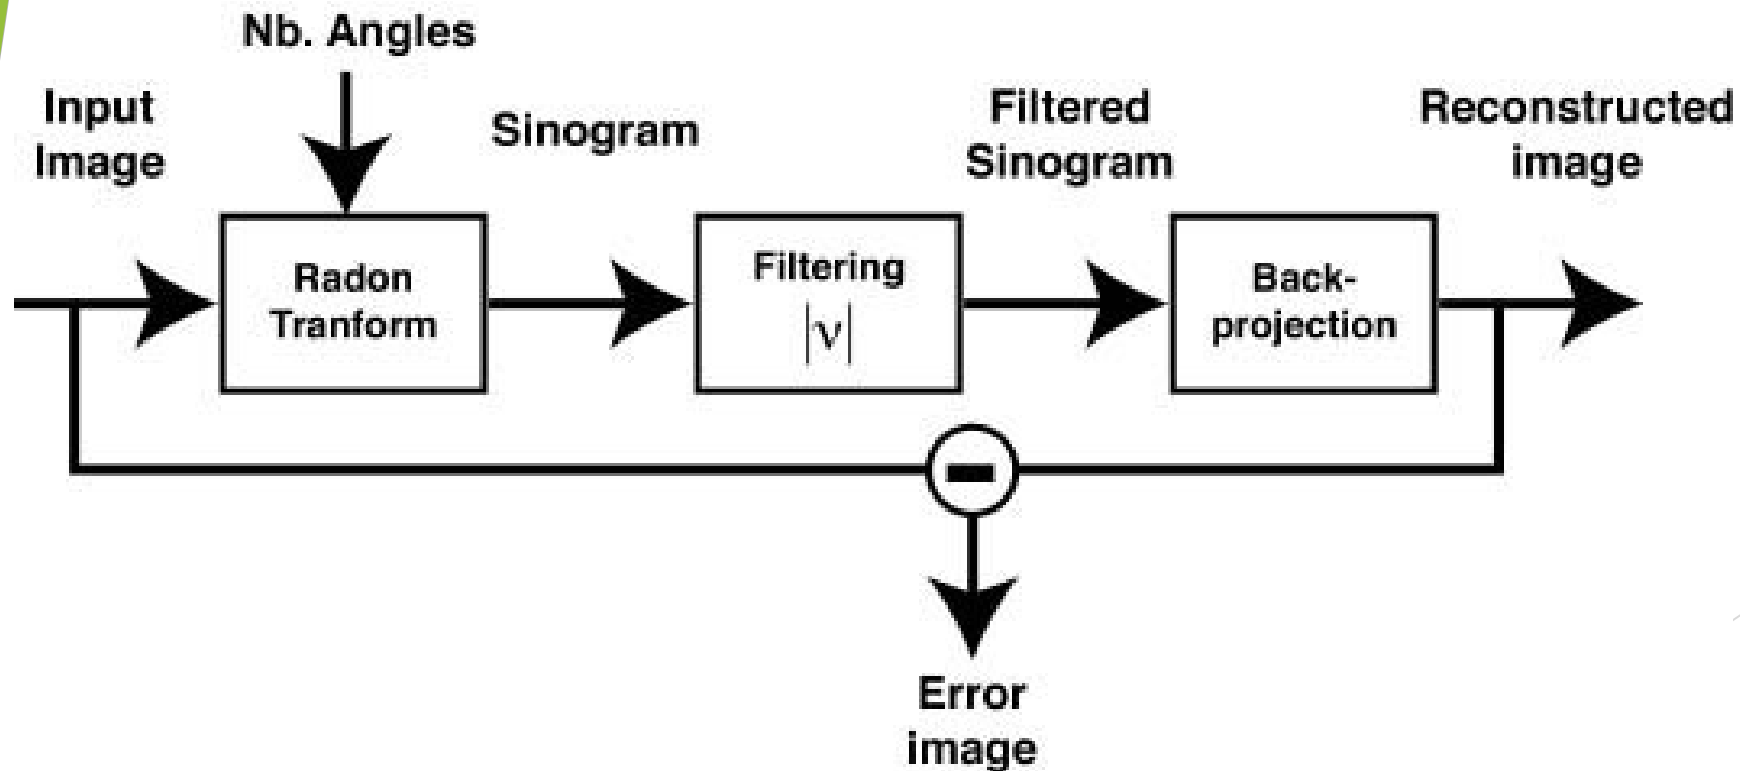 Nb. Angles
Input
Image
Sinogram
Filtered
Sinogram
Reconstructed
image
Radon
Tranform
Filtering
|ν|
Back-
projection
Error
image